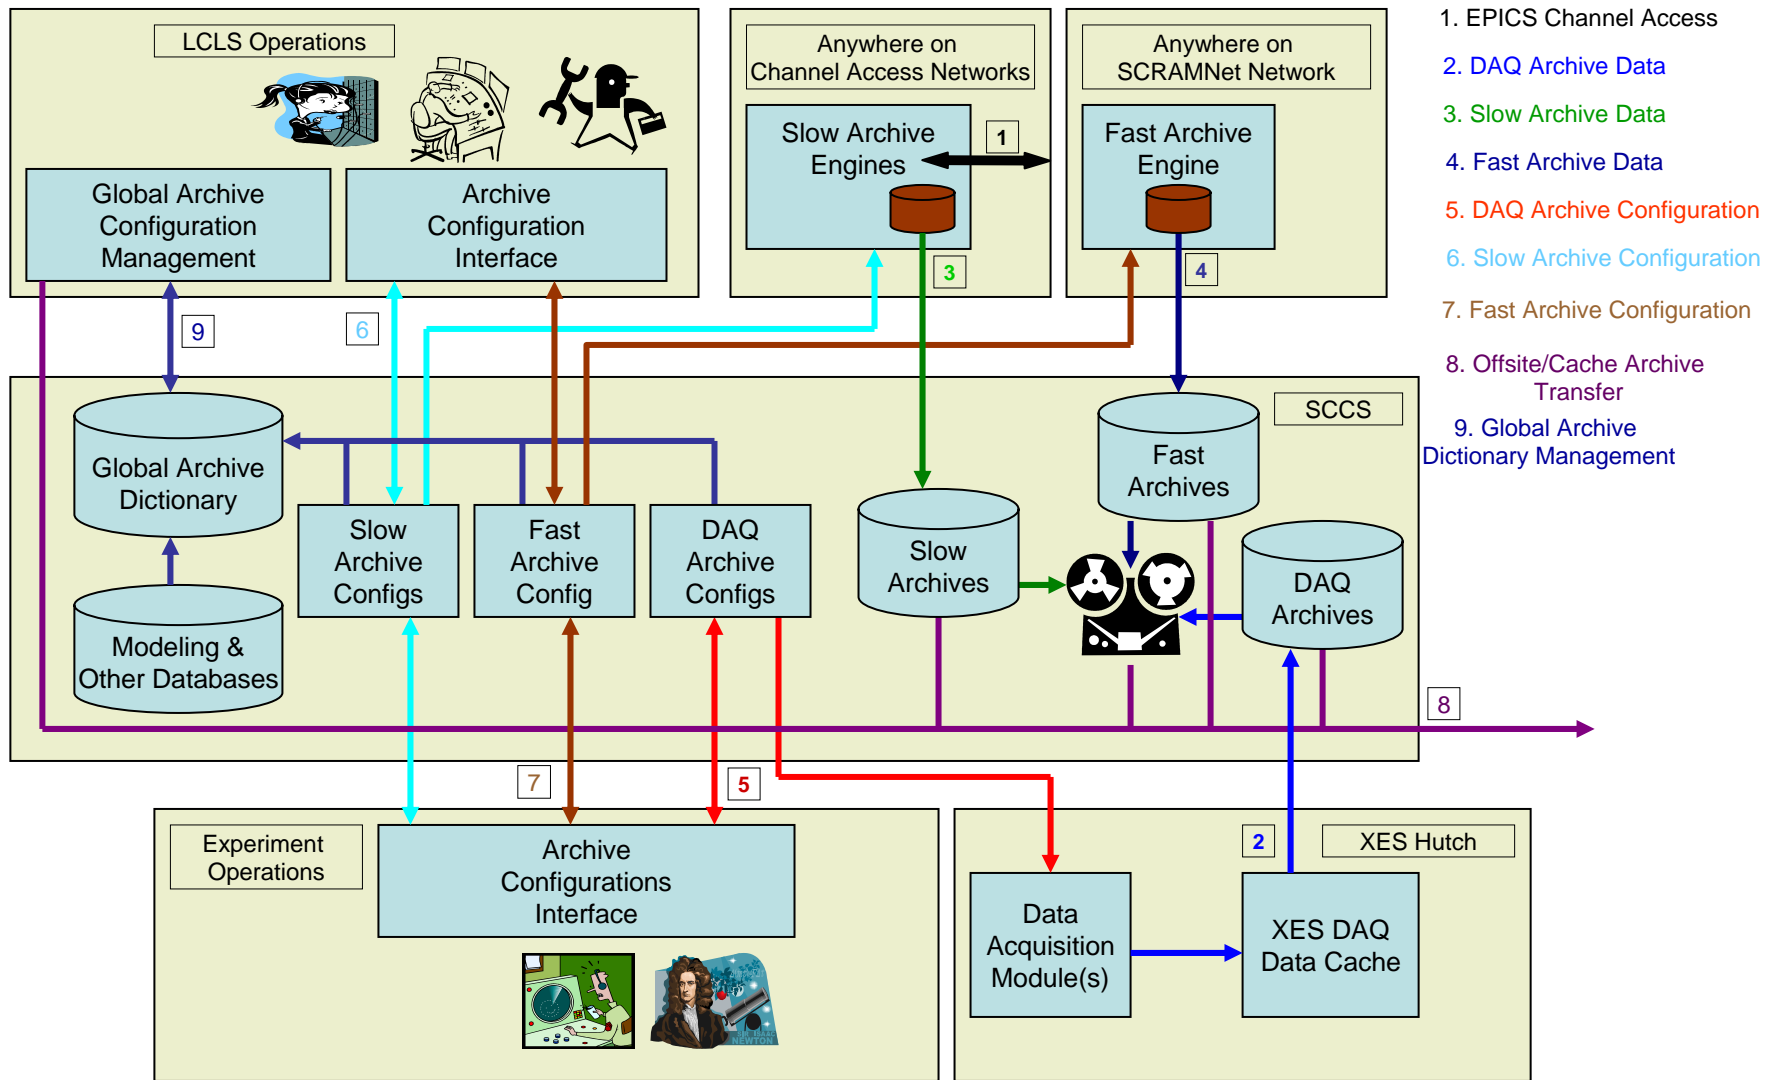 LCLS Operations
Global Archive
Configuration
Management
Archive
Configuration
Interface
Anywhere on
Channel Access Networks
Slow Archive
Engines
1
3
Anywhere on
SCRAMNet Network
Fast Archive
Engine
4
1. EPICS Channel Access
2. DAQ Archive Data
3. Slow Archive Data
4. Fast Archive Data
5. DAQ Archive Configuration
6. Slow Archive Configuration
7. Fast Archive Configuration
8. Offsite/Cache Archive
Transfer
9. Global Archive
Dictionary Management
9
6
SCCS
Global Archive
Dictionary
Modeling &
Other Databases
Slow
Archive
Configs
Fast
Archive
Config
DAQ
Archive
Configs
Slow
Archives
Fast
Archives
DAQ
Archives
8
7
5
Experiment
Operations
Archive
Configurations
Interface
NEWTON
2
XES Hutch
Data
Acquisition
Module(s)
XES DAQ
Data Cache